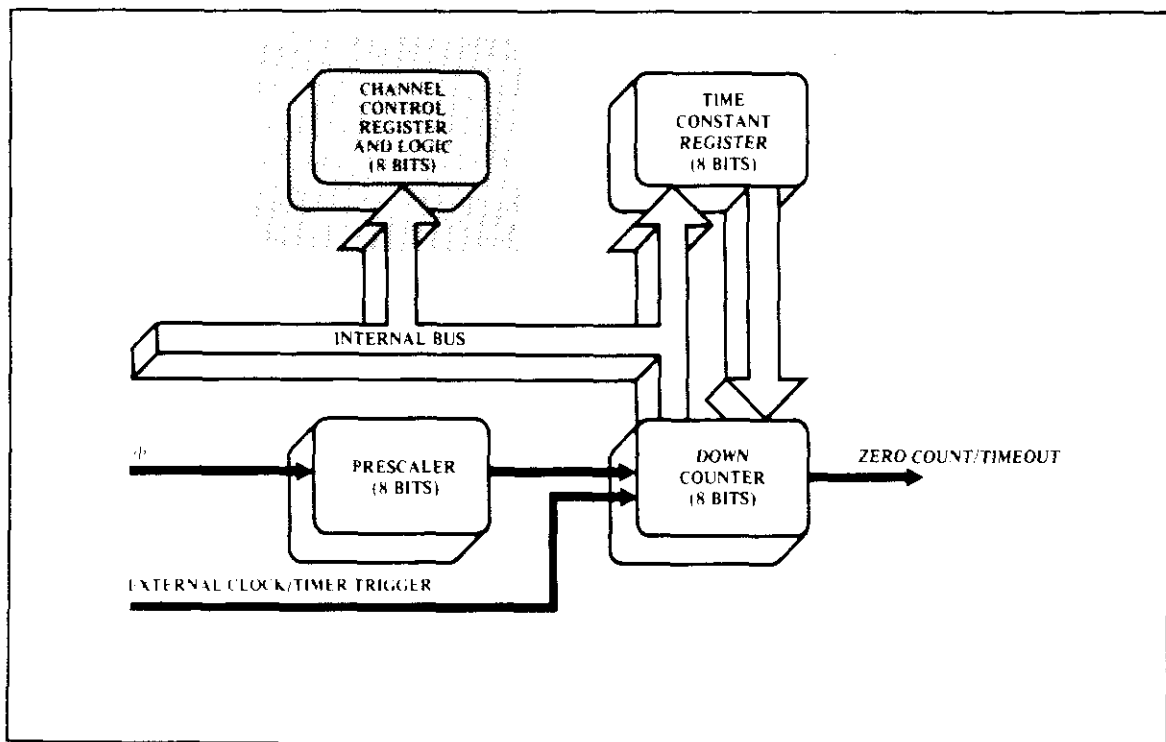 CHANNEL
CONTROL
REGISTER
AND LOGIC
(8 BITS)
TIME
CONSTANT
REGISTER
(8 BITS)
INTERNAL BUS
PRESCALER
(8 BITS)
DOWN
COUNTER
(8 BITS)
ZERO COUNT/TIMEOUT
EXTERNAL CLOCK/TIMER TRIGGER